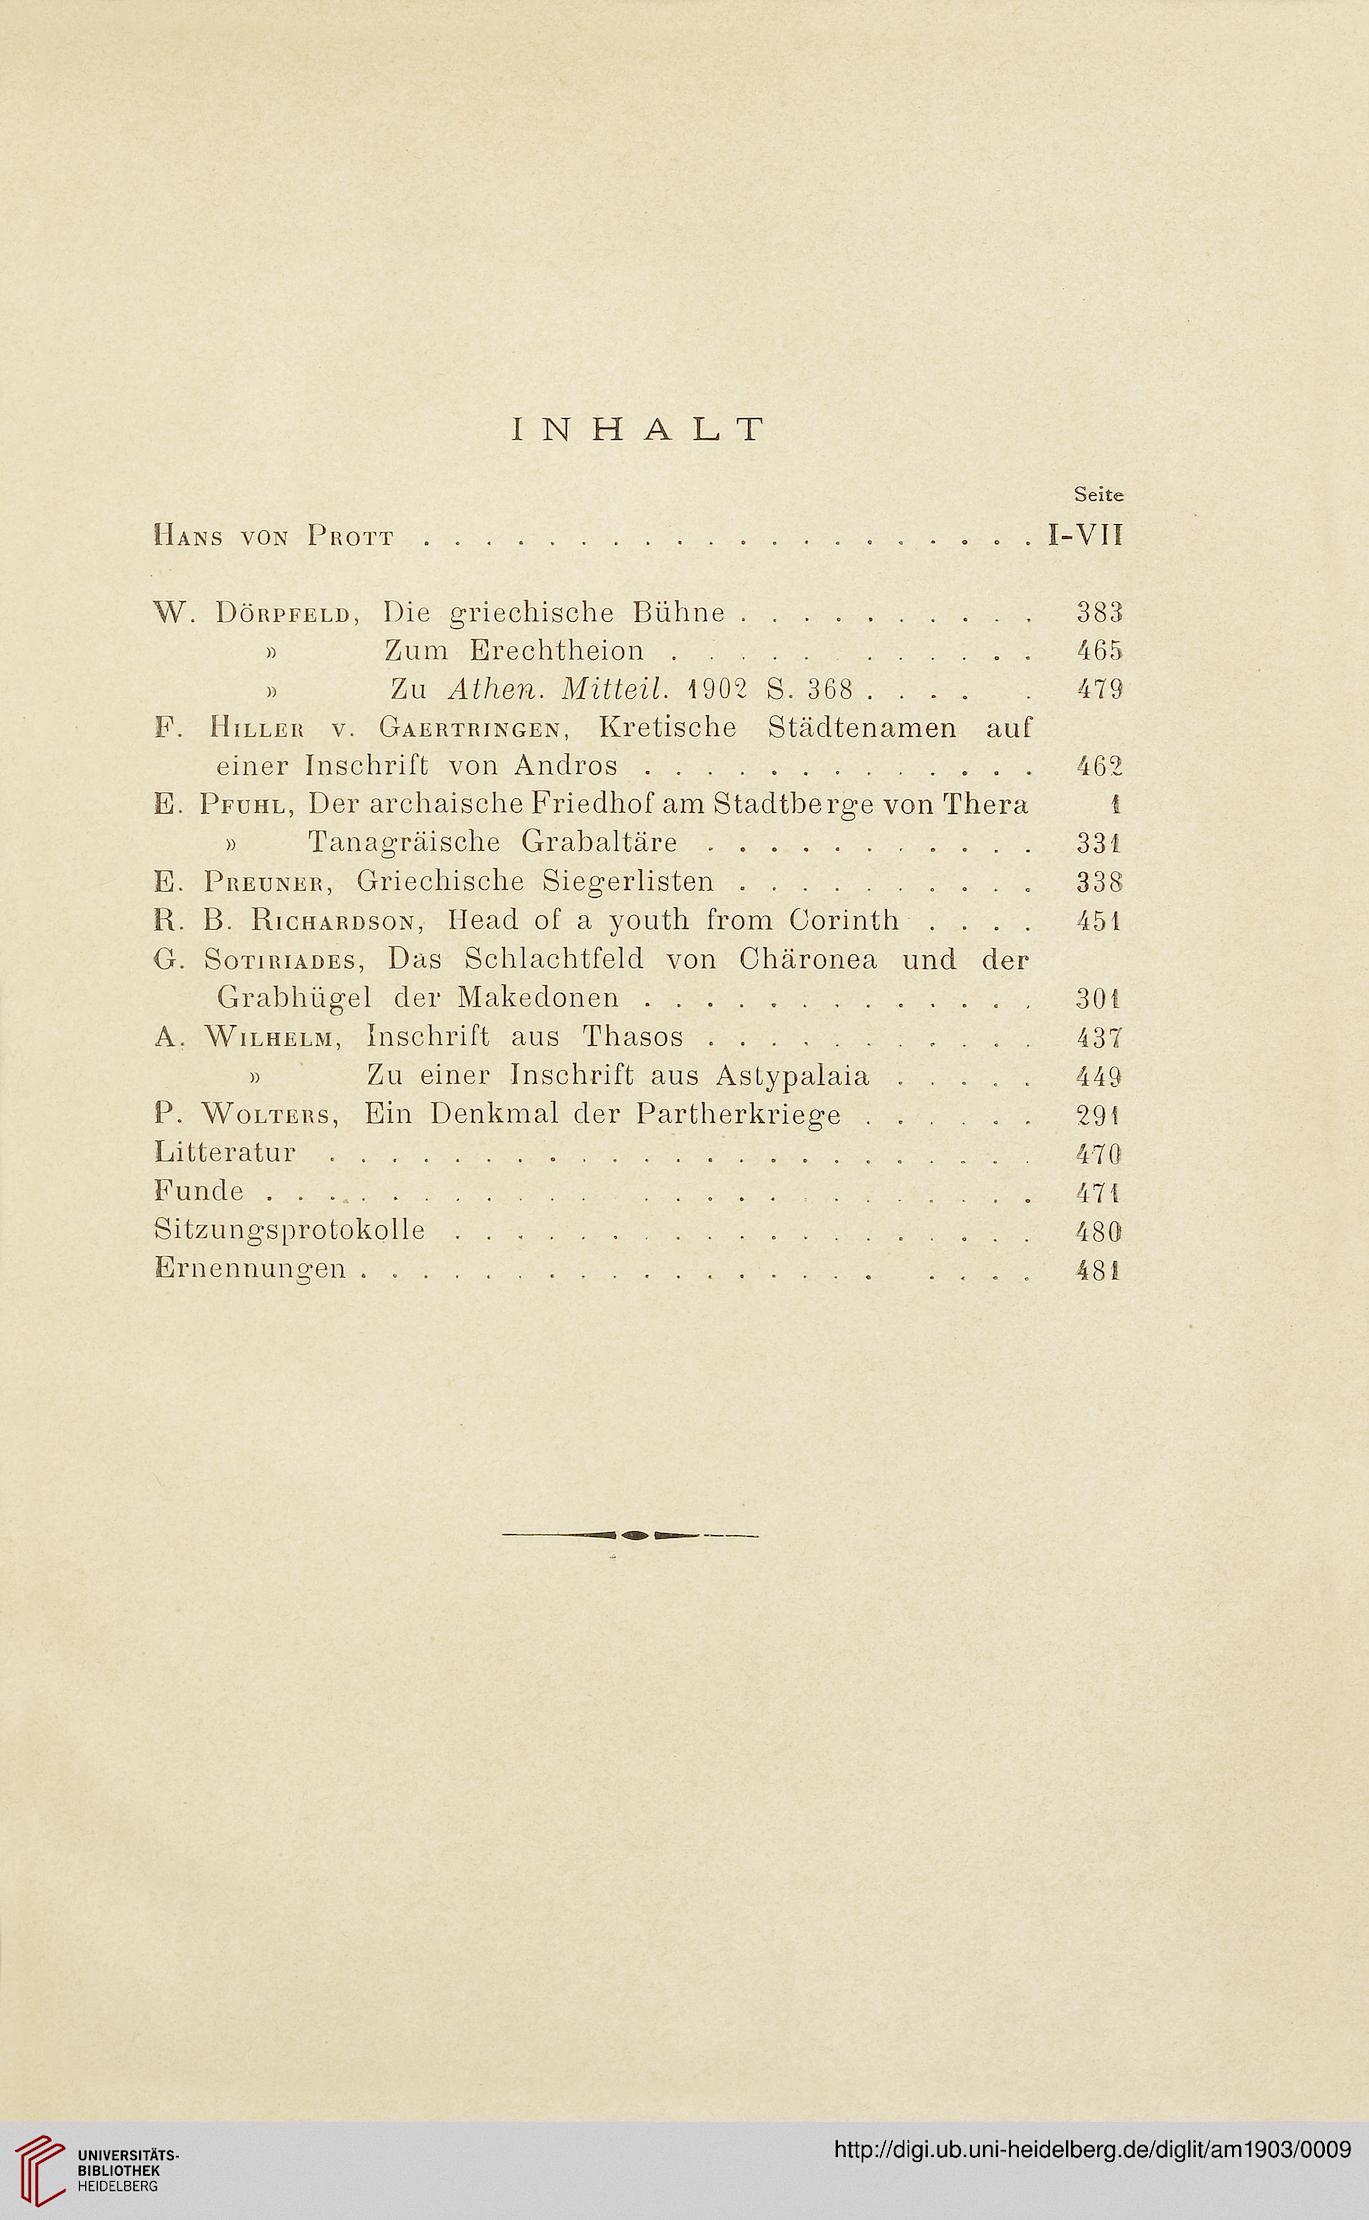 INHALT
Seite
Hans von Prott . . . . . . . . . . . . . . . . . . . . I-VII
W. Dörpfeld, Die griechische Bühne . . . . . . . . . . 383
» Zum Erechtheion . . . . . . . . . . . 465
» Zu Athen. Mitteil. 1902 S. 368 . . . . . 479
F. Hiller v. Gaertringen, Kretische Städtenamen auf
einer Inschrift von Andros . . . . . . . . . . . . . 462
E. Pfuhl, Der archaische Friedhof am Stadtberge von Thera 1
» Tanagräische Grabaltäre . . . . . . . . . . . 331
E. Preuner, Griechische Siegerlisten . . . . . . . . . . 338
R. B. Richardson, Head of a youth from Corinth . . . . 451
G. Sotiriades, Das Schlachtfeld von Chäronea und der
Grabhügel der Makedonen . . . . . . . . . . . . . 301
A. Wilhelm, Inschrift aus Thasos . . . . . . . . . . . 437
» Zu einer Inschrift aus Astypalaia . . . . . 449
P. Wolters, Ein Denkmal der Partherkriege . . . . . . 291
Litteratur . . . . . . . . . . . . . . . . . . . . . . . 470
Funde . . . . . . . . . . . . . . . . . . . . . . . . . 471
Sitzungsprotokolle . . . . . . . . . . . . . . . . . . . 480
Ernennungen . . . . . . . . . . . . . . . . . . . . . 481
UNIVERSITÄTS-
BIBLIOTHEK
HEIDELBERG
http://digi.ub.uni-heidelberg.de/diglit/am1903/0009